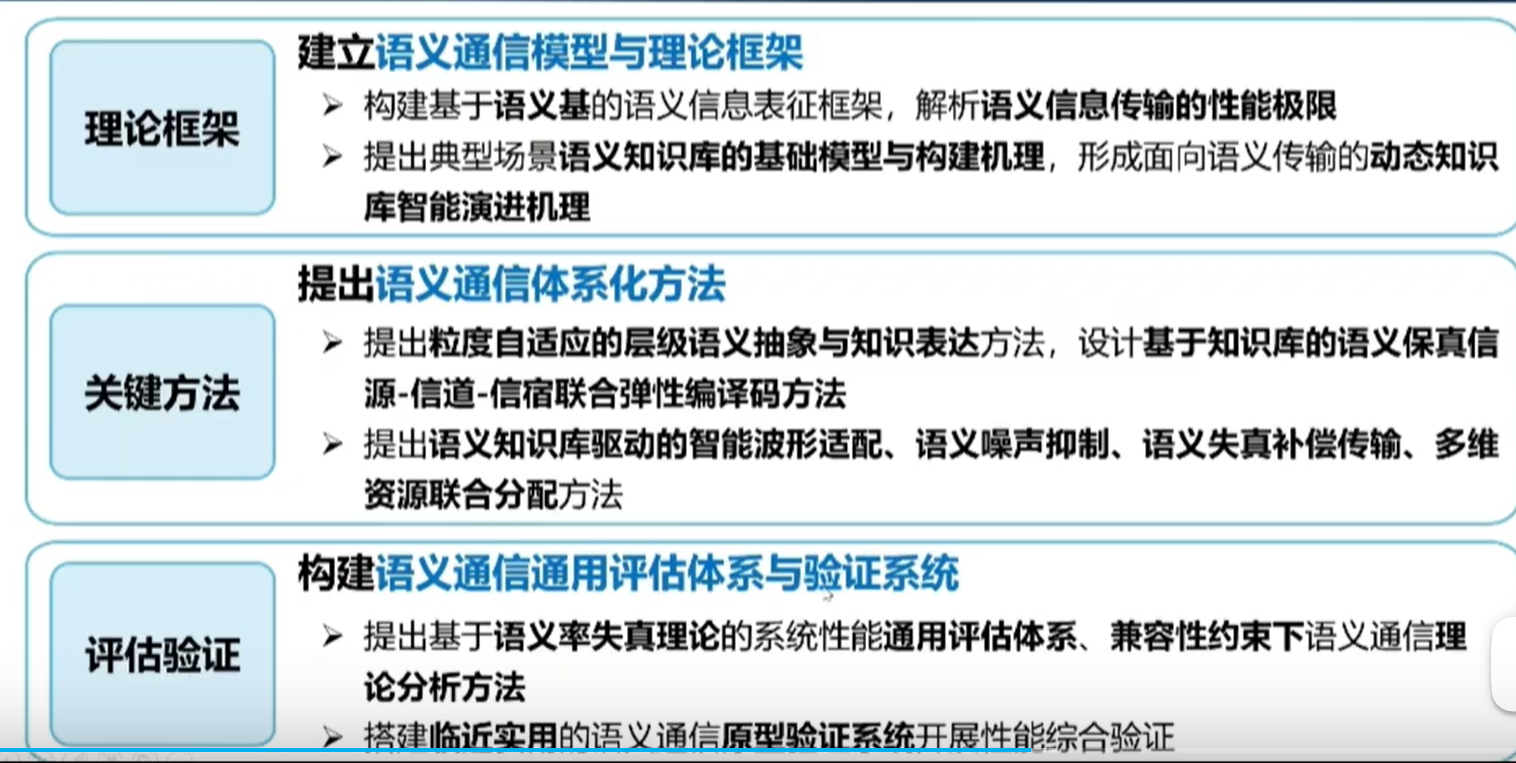 理论框架
建立语义通信模型与理论框架
➢ 构建基于语义基的语义信息表征框架，解析语义信息传输的性能极限
➢ 提出典型场景语义知识库的基础模型与构建机理，形成面向语义传输的动态知识
库智能演进机理
关键方法
提出语义通信体系化方法
➢ 提出粒度自适应的层级语义抽象与知识表达方法，设计基于知识库的语义保真信
源-信道-信宿联合弹性编译码方法
➢ 提出语义知识库驱动的智能波形适配、语义噪声抑制、语义失真补偿传输、多维
资源联合分配方法
评估验证
构建语义通信通用评估体系与验证系统
➢ 提出基于语义率失真理论的系统性能通用评估体系、兼容性约束下语义通信理
论分析方法
➢ 搭建临近实用的语义通信原型验证系统开展性能综合验证